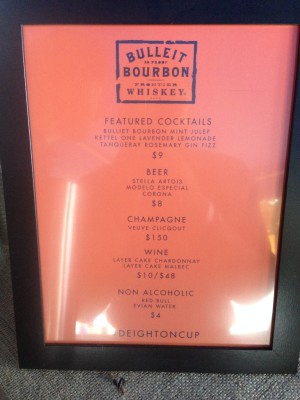 BULLEIT
BOURBON
FRONTIER
WHISKEY
FEATURED COCKTAILS
BULLIET BOURBON MINT JULEP
KETTEL ONE LAVENDER LEMONADE
TANQUERAY ROSEMARY GIN FIZZ
$9
BEER
STELLA ARTOIS
MODELO ESPECIAL
CORONA
$8
CHAMPAGNE
VEUVE CLICQOUT
$150
WINE
LAYER CAKE CHARDONNAY
LAYER CAKE MALBEC
$10/$48
NON ALCOHOLIC
RED BULL
EVIAN WATER
$4
DEIGHTONCUP